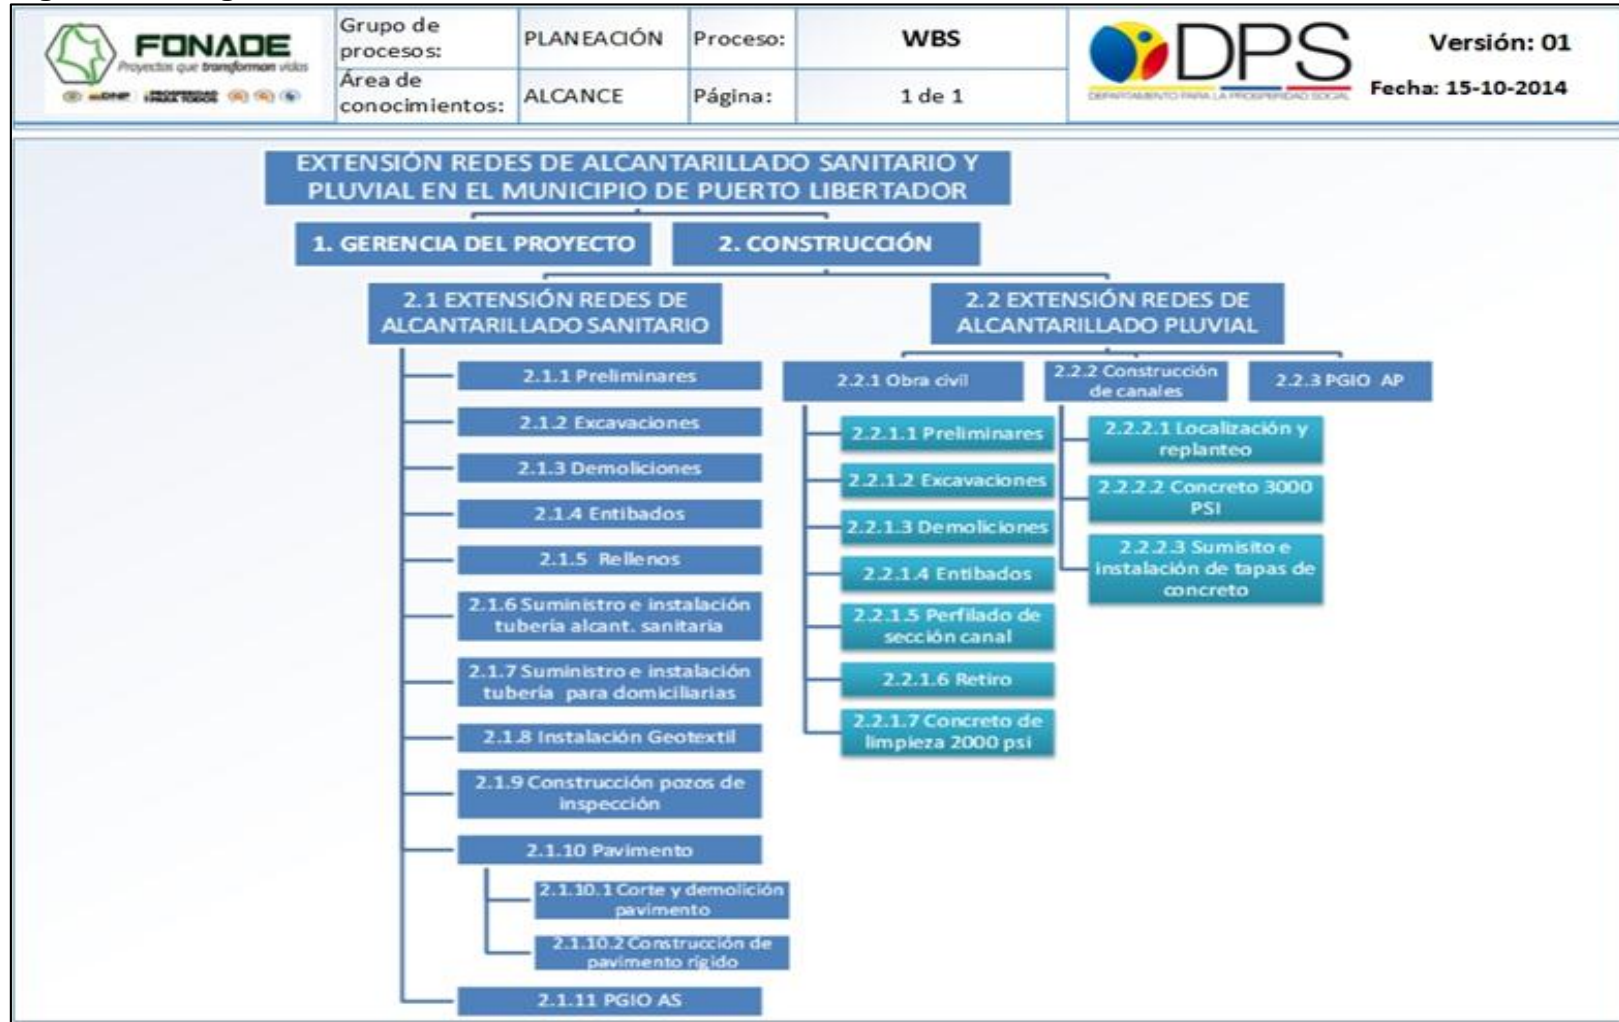 FONADE
Proyectos que transforman vidas
DNP
PROSPERIDAD
PARA TODOS
Grupo de
procesos:
PLANEACIÓN
Proceso:
WBS
Área de
conocimientos:
ALCANCE
Página:
1 de 1
DPS
DEPARTAMENTO PARA LA PROSPERIDAD SOCIAL
Versión: 01
Fecha: 15-10-2014
EXTENSIÓN REDES DE ALCANTARILLADO SANITARIO Y
PLUVIAL EN EL MUNICIPIO DE PUERTO LIBERTADOR
1. GERENCIA DEL PROYECTO
2. CONSTRUCCIÓN
2.1 EXTENSIÓN REDES DE
ALCANTARILLADO SANITARIO
2.1.1 Preliminares
2.1.2 Excavaciones
2.1.3 Demoliciones
2.1.4 Entibados
2.1.5 Rellenos
2.1.6 Suministro e instalación
tubería alcant. sanitaria
2.1.7 Suministro e instalación
tubería para domiciliarias
2.1.8 Instalación Geotextil
2.1.9 Construcción pozos de
inspección
2.1.10 Pavimento
2.1.10.1 Corte y demolición
pavimento
2.1.10.2 Construcción de
pavimento rígido
2.1.11 PGIO AS
2.2 EXTENSIÓN REDES DE
ALCANTARILLADO PLUVIAL
2.2.1 Obra civil
2.2.1.1 Preliminares
2.2.1.2 Excavaciones
2.2.1.3 Demoliciones
2.2.1.4 Entibados
2.2.1.5 Perfilado de
sección canal
2.2.1.6 Retiro
2.2.1.7 Concreto de
limpieza 2000 psi
2.2.2 Construcción
de canales
2.2.2.1 Localización y
replanteo
2.2.2.2 Concreto 3000
PSI
2.2.2.3 Sumisito e
instalación de tapas de
concreto
2.2.3 PGIO AP